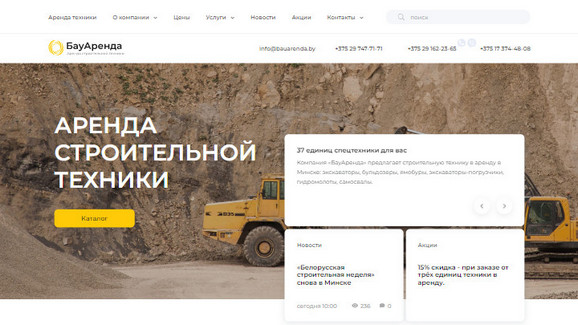 Аренда техники О компании Цены Услуги Новости Акции Контакты поиск
БауАренда
info@bauarenda.by +375 29 747-71-71 +375 29 162-23-65 +375 17 374-48-08
АРЕНДА
СТРОИТЕЛЬНОЙ
ТЕХНИКИ
Каталог
37 единиц спецтехники для вас
Компания «БауАренда» предлагает строительную технику в аренду в
Минске: экскаваторы, бульдозеры, ямобуры, экскаваторы-погрузчики,
гидромолоты, самосвалы.
Новости
«Белорусская
строительная неделя»
снова в Минске
сегодня 10:00 236 0
Акции
15% скидка - при заказе от
трёх единиц техники в
аренду.